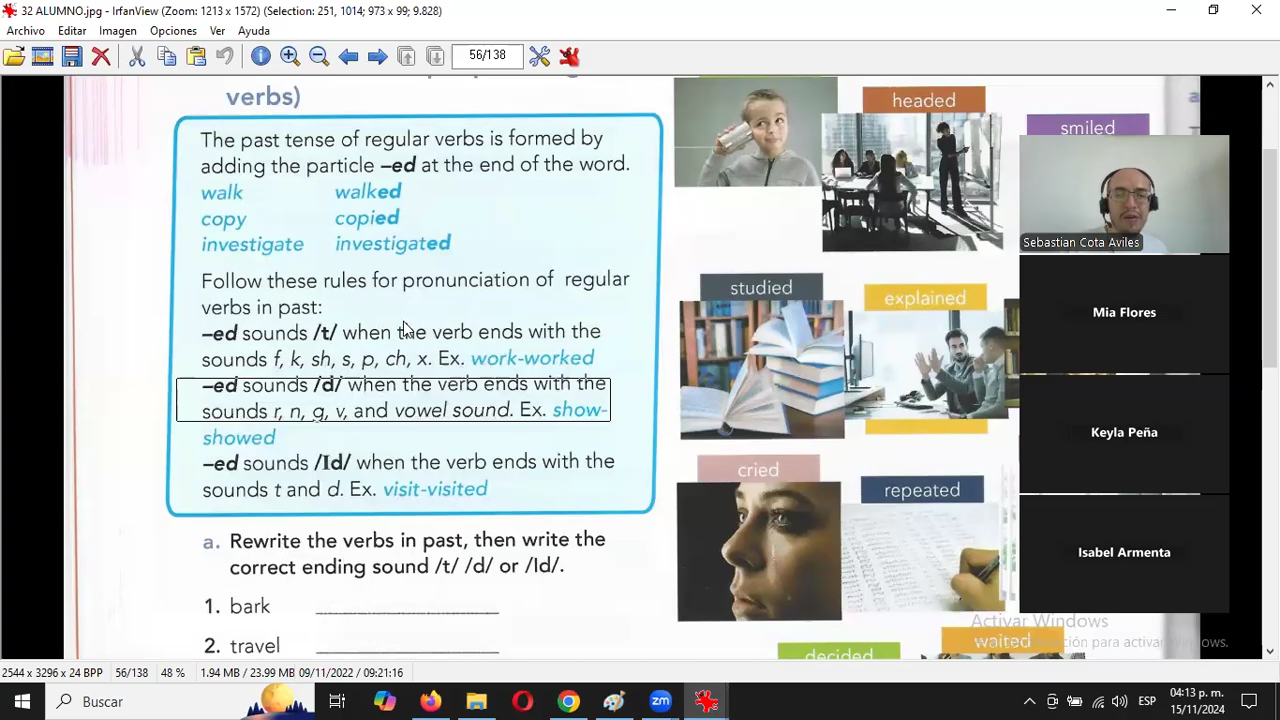 32 ALUMNO.jpg - IrfanView (Zoom: 1213 x 1572) (Selection: 251, 1014; 973 x 99; 9.828)
Archivo Editar Imagen Opciones Ver Ayuda
56/138
verbs)
The past tense of regular verbs is formed by
adding the particle –ed at the end of the word.
walk walked
copy copied
investigate investigated
Follow these rules for pronunciation of regular
verbs in past:
–ed sounds /t/ when the verb ends with the
sounds f, k, sh, s, p, ch, x. Ex. work-worked
–ed sounds /d/ when the verb ends with the
sounds r, n, g, v, and vowel sound. Ex. show-
showed
–ed sounds /Id/ when the verb ends with the
sounds t and d. Ex. visit-visited
a. Rewrite the verbs in past, then write the
correct ending sound /t/ /d/ or /Id/.
1. bark
2. travel
headed
smiled
studied
explained
cried
repeated
decided
waited
Sebastian Cota Aviles
Mia Flores
Keyla Peña
Isabel Armenta
Activar Windows
para activar Windows.
2544 x 3296 x 24 BPP 56/138 48 % 1.94 MB / 23.99 MB 09/11/2022 / 09:21:16
Buscar
zm
ESP
04:13 p. m.
15/11/2024